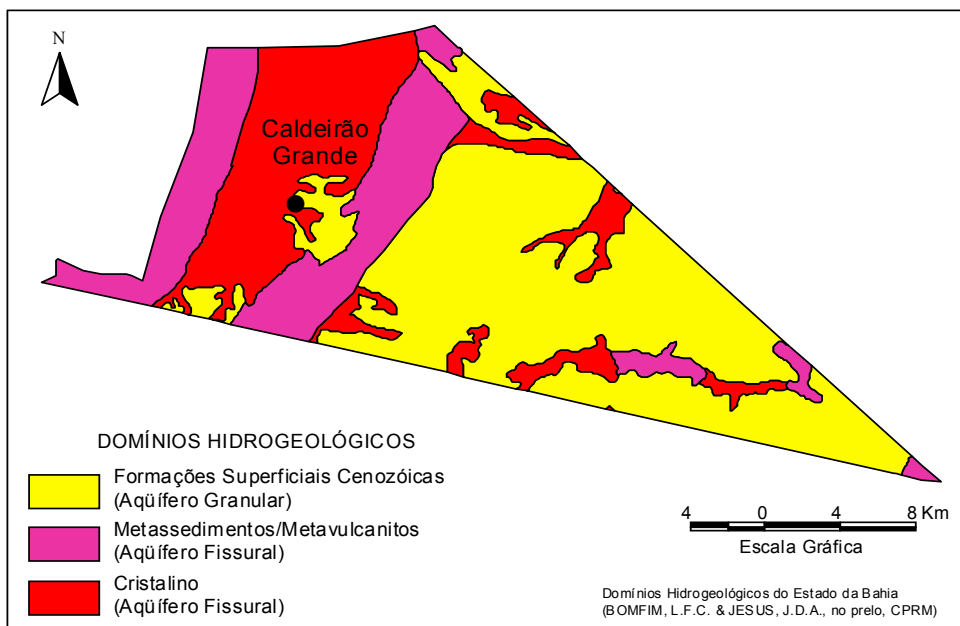 N
Caldeirão
Grande
DOMÍNIOS HIDROGEOLÓGICOS
Formações Superficiais Cenozóicas
(Aqüífero Granular)
Metassedimentos/Metavulcanitos
(Aqüífero Fissural)
Cristalino
(Aqüífero Fissural)
4 0 4 8 Km
Escala Gráfica
Domínios Hidrogeológicos do Estado da Bahia
(BOMFIM, L.F.C. & JESUS, J.D.A., no prelo, CPRM)